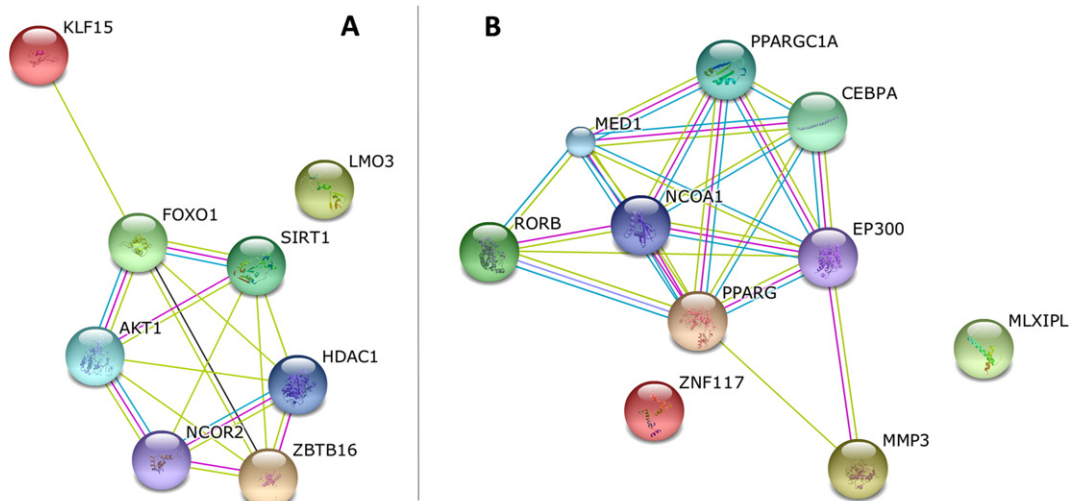 KLF15
A
LMO3
FOXO1
SIRT1
AKT1
HDAC1
NCOR2
ZBTB16
B
PPARGC1A
CEBPA
MED1
NCOA1
RORB
EP300
PPARG
MLXIPL
ZNF117
MMP3